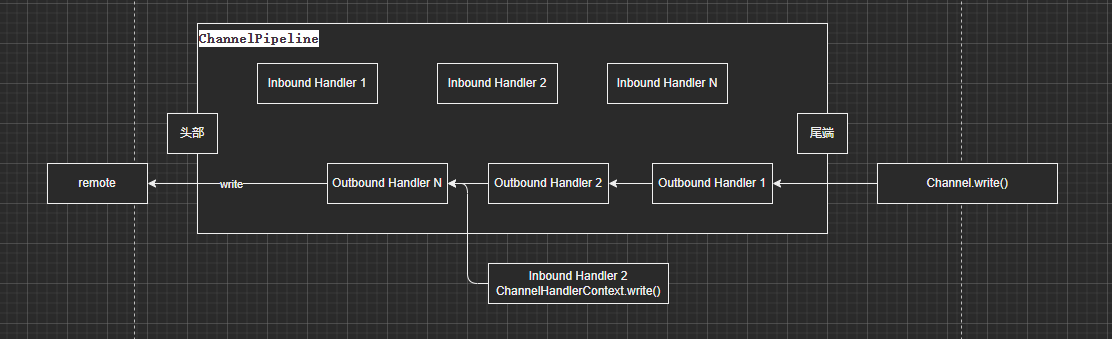 ChannelPipeline
Inbound Handler 1
Inbound Handler 2
Inbound Handler N
头部
尾端
remote
write
Outbound Handler N
Outbound Handler 2
Outbound Handler 1
Channel.write()
Inbound Handler 2
ChannelHandlerContext.write()